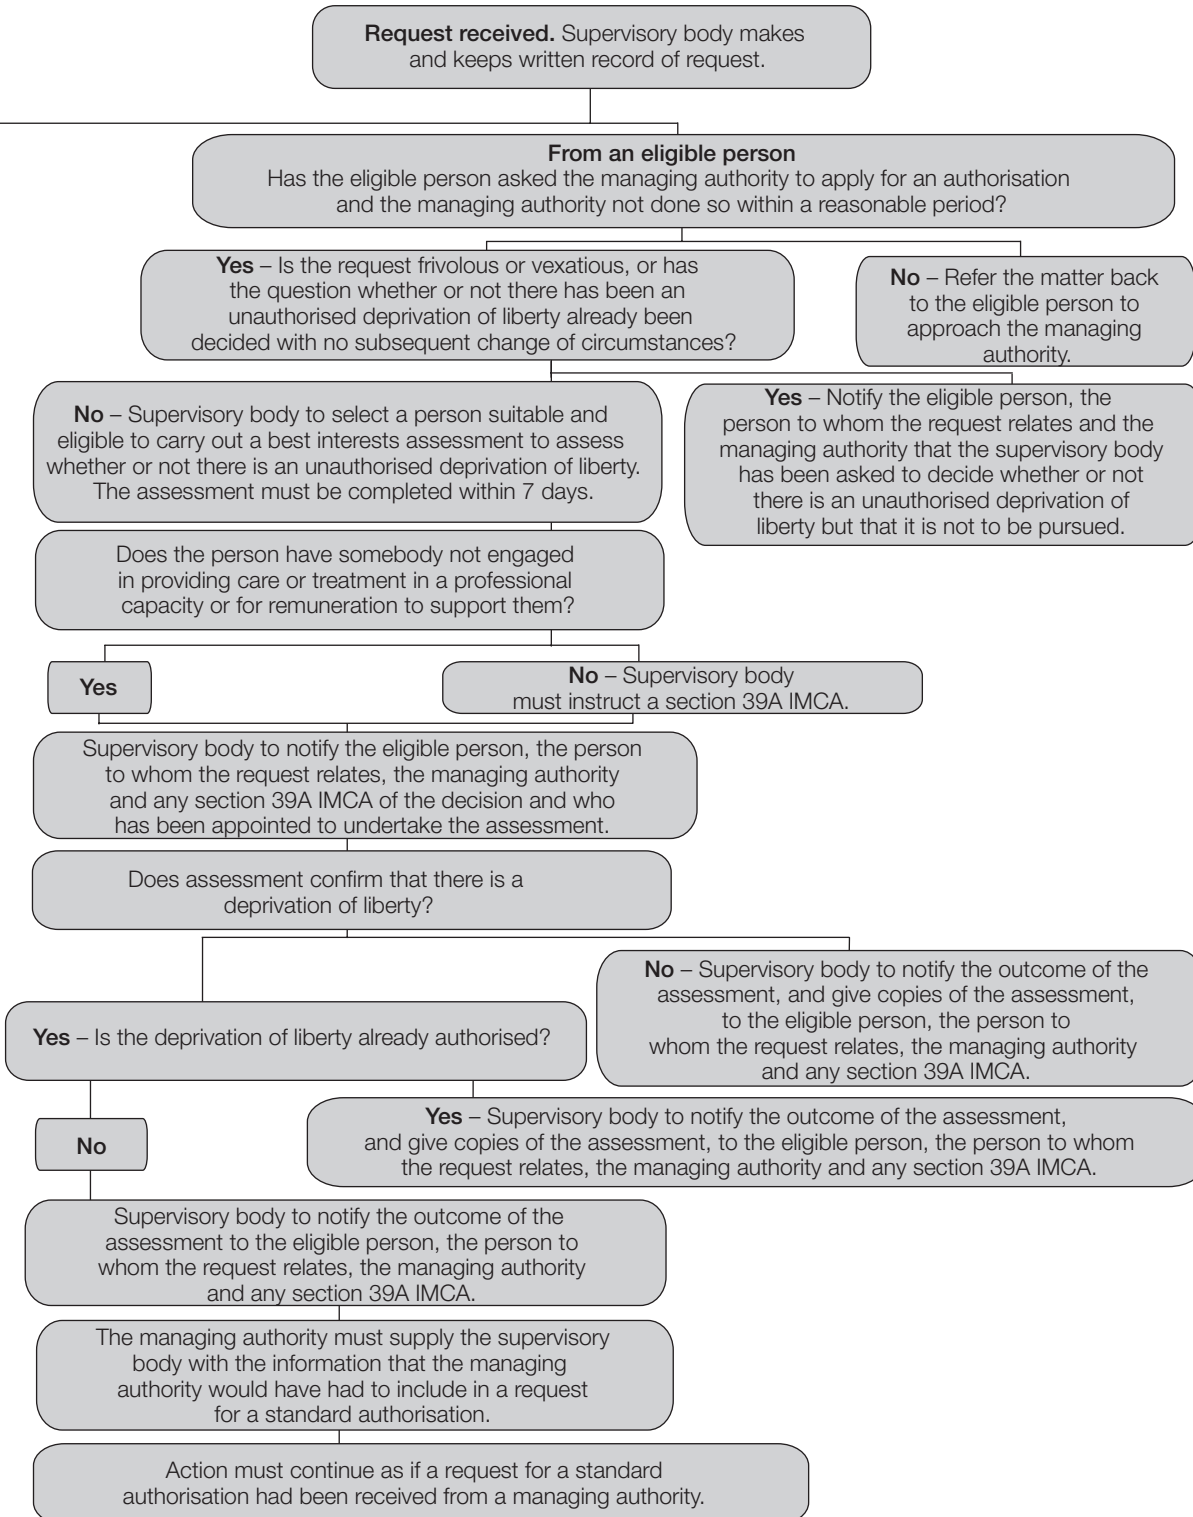 Request received. Supervisory body makes
and keeps written record of request.
From an eligible person
Has the eligible person asked the managing authority to apply for an authorisation
and the managing authority not done so within a reasonable period?
Yes – Is the request frivolous or vexatious, or has
the question whether or not there has been an
unauthorised deprivation of liberty already been
decided with no subsequent change of circumstances?
No – Refer the matter back
to the eligible person to
approach the managing
authority.
No – Supervisory body to select a person suitable and
eligible to carry out a best interests assessment to assess
whether or not there is an unauthorised deprivation of liberty.
The assessment must be completed within 7 days.
Yes – Notify the eligible person, the
person to whom the request relates and the
managing authority that the supervisory body
has been asked to decide whether or not
there is an unauthorised deprivation of
liberty but that it is not to be pursued.
Does the person have somebody not engaged
in providing care or treatment in a professional
capacity or for remuneration to support them?
Yes
No – Supervisory body
must instruct a section 39A IMCA.
Supervisory body to notify the eligible person, the person
to whom the request relates, the managing authority
and any section 39A IMCA of the decision and who
has been appointed to undertake the assessment.
Does assessment confirm that there is a
deprivation of liberty?
No – Supervisory body to notify the outcome of the
assessment, and give copies of the assessment,
to the eligible person, the person to
whom the request relates, the managing authority
and any section 39A IMCA.
Yes – Is the deprivation of liberty already authorised?
Yes – Supervisory body to notify the outcome of the assessment,
and give copies of the assessment, to the eligible person, the person to whom
the request relates, the managing authority and any section 39A IMCA.
No
Supervisory body to notify the outcome of the
assessment to the eligible person, the person to
whom the request relates, the managing authority
and any section 39A IMCA.
The managing authority must supply the supervisory
body with the information that the managing
authority would have had to include in a request
for a standard authorisation.
Action must continue as if a request for a standard
authorisation had been received from a managing authority.